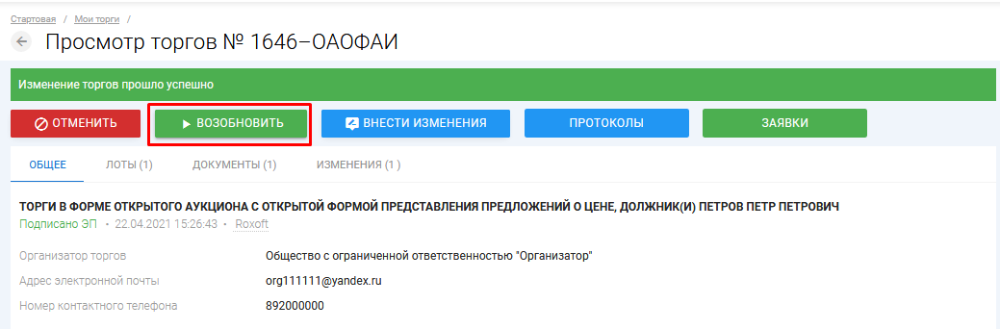 Стартовая / Мои торги /
Просмотр торгов № 1646–ОАОФАИ
Изменение торгов прошло успешно
ОТМЕНИТЬ ВОЗОБНОВИТЬ ВНЕСТИ ИЗМЕНЕНИЯ ПРОТОКОЛЫ ЗАЯВКИ
ОБЩЕЕ ЛОТЫ (1) ДОКУМЕНТЫ (1) ИЗМЕНЕНИЯ (1 )
ТОРГИ В ФОРМЕ ОТКРЫТОГО АУКЦИОНА С ОТКРЫТОЙ ФОРМОЙ ПРЕДСТАВЛЕНИЯ ПРЕДЛОЖЕНИЙ О ЦЕНЕ, ДОЛЖНИК(И) ПЕТРОВ ПЕТР ПЕТРОВИЧ
Подписано ЭП • 22.04.2021 15:26:43 • Roxoft
Организатор торгов Общество с ограниченной ответственностью "Организатор"
Адрес электронной почты org111111@yandex.ru
Номер контактного телефона 892000000